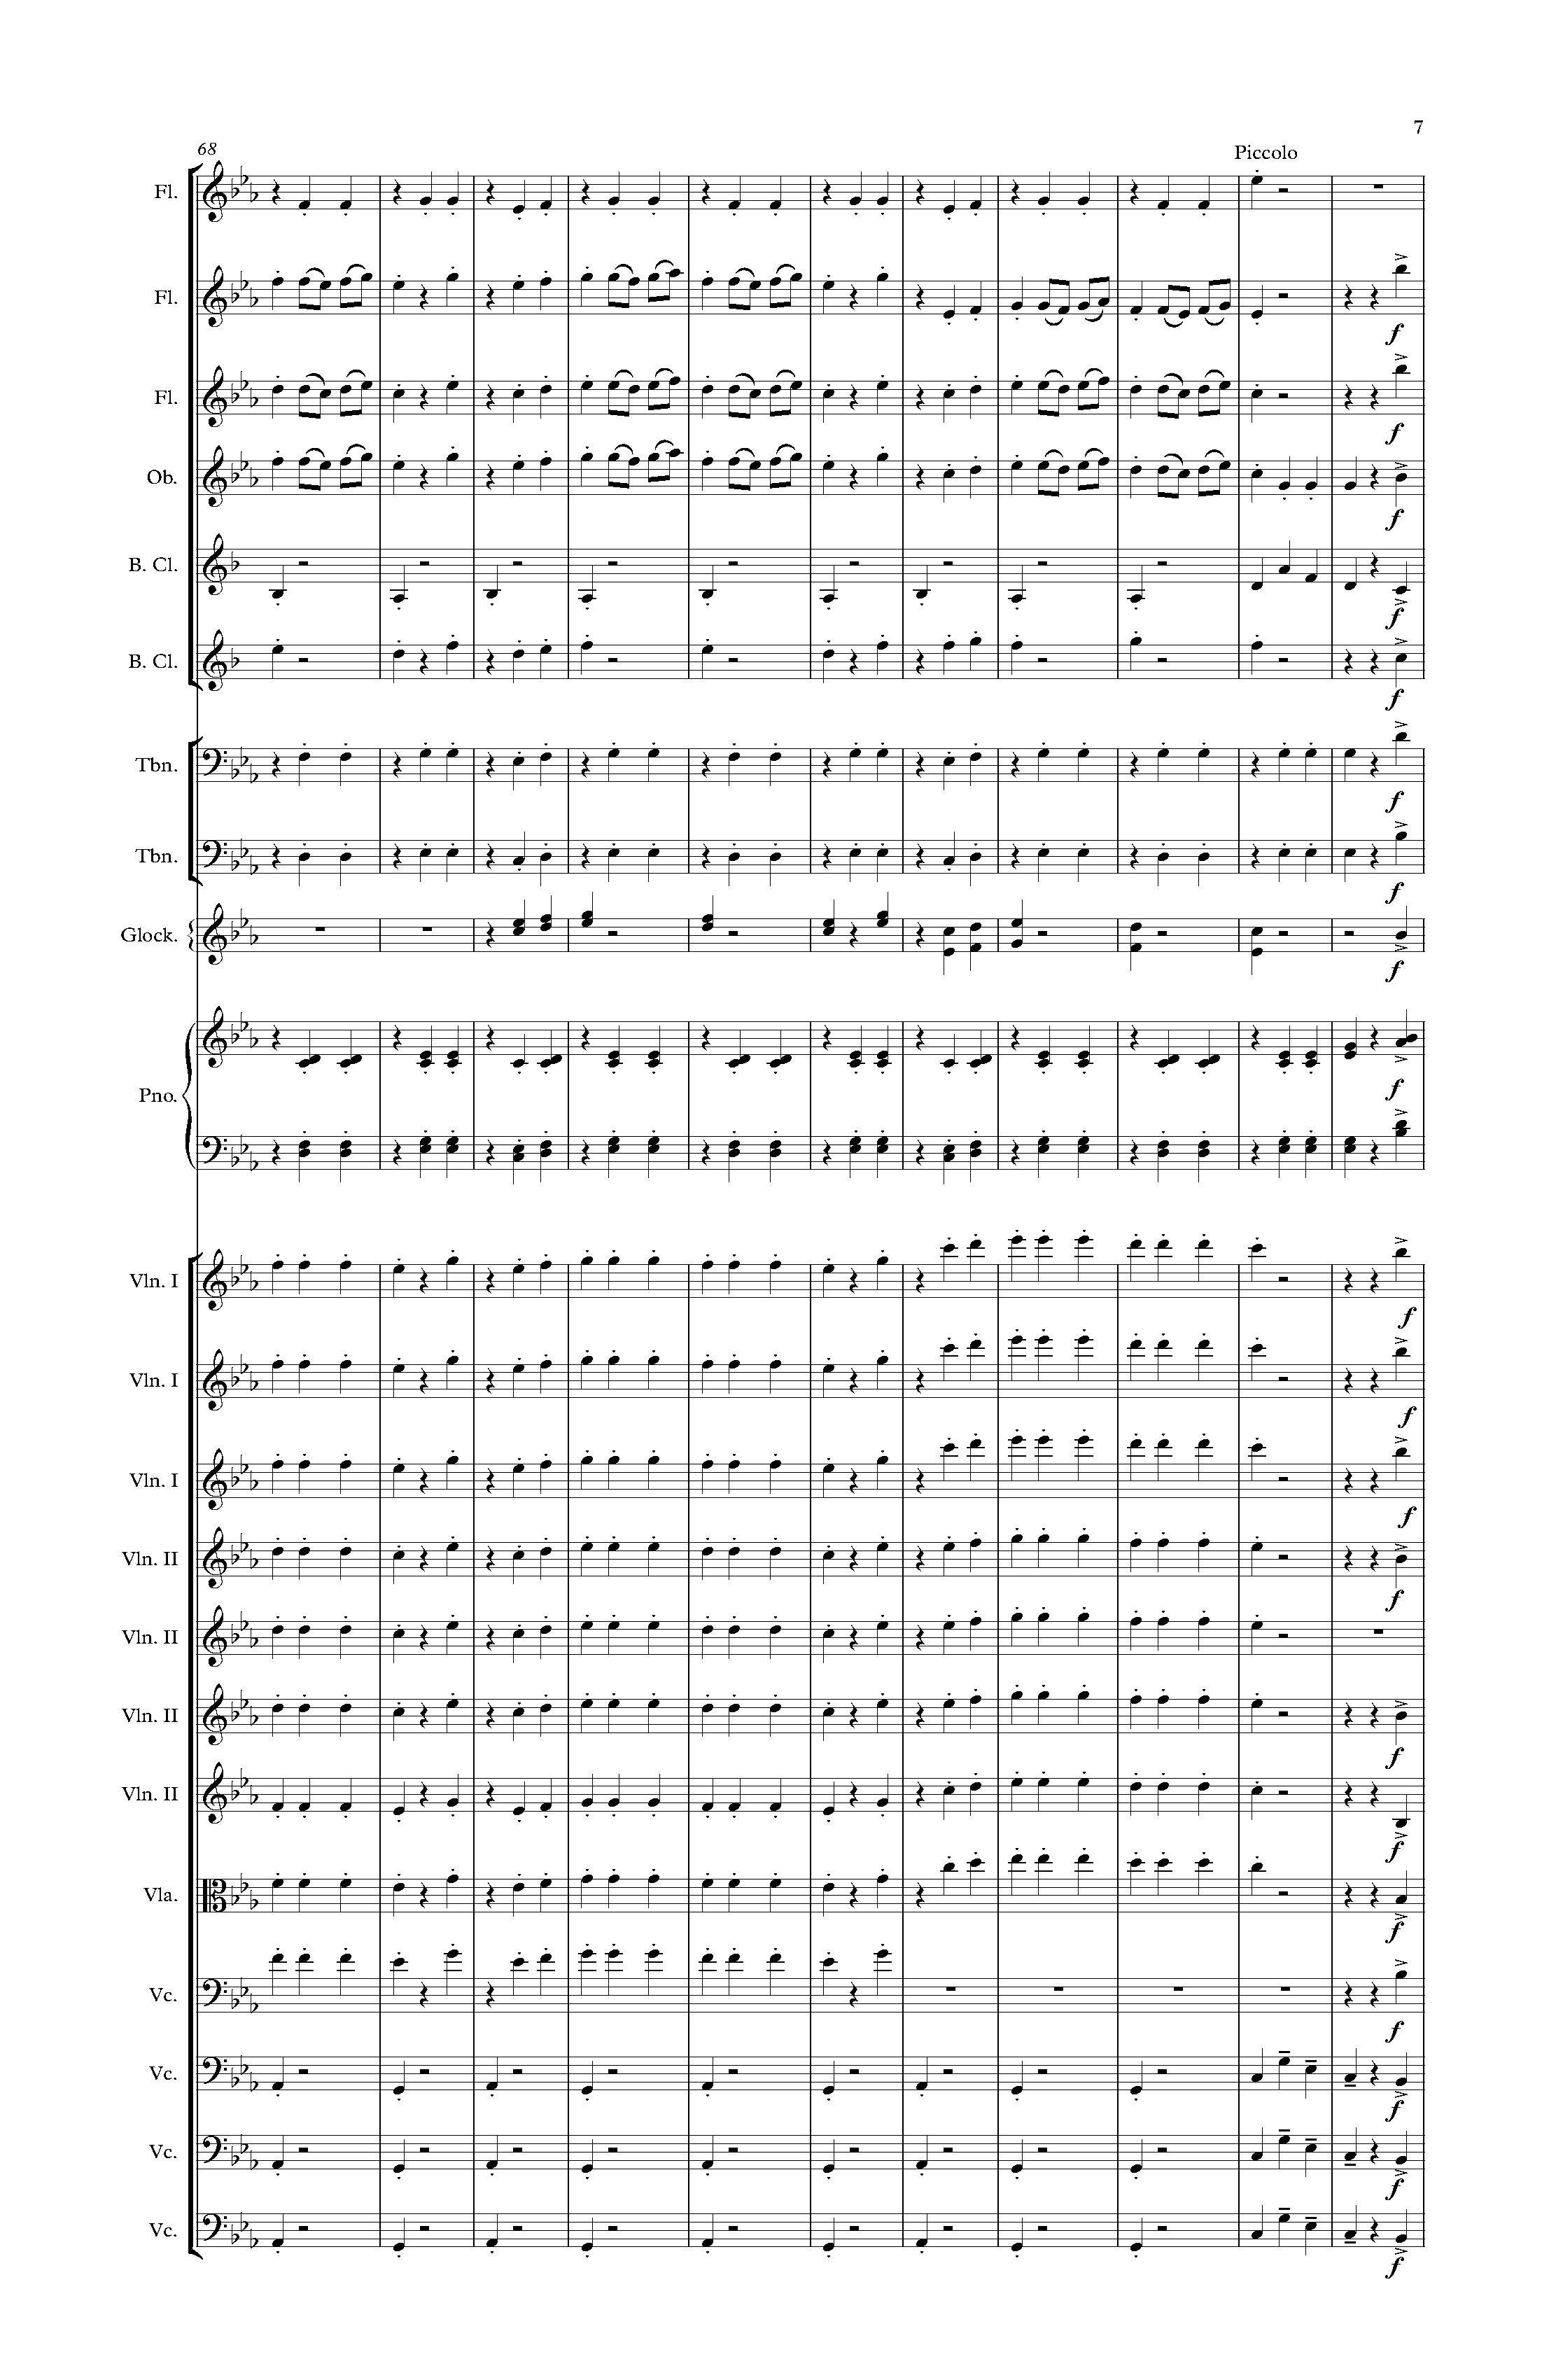 7
68
Piccolo
Fl.
Fl.
f
Fl.
f
Ob.
f
B. Cl.
f
B. Cl.
f
Tbn.
f
Tbn.
f
Glock.
f
Pno.
f
Vln. I
f
Vln. I
f
Vln. I
f
Vln. II
f
Vln. II
Vln. II
f
Vln. II
f
Vla.
f
Vc.
f
Vc.
f
Vc.
f
Vc.
f